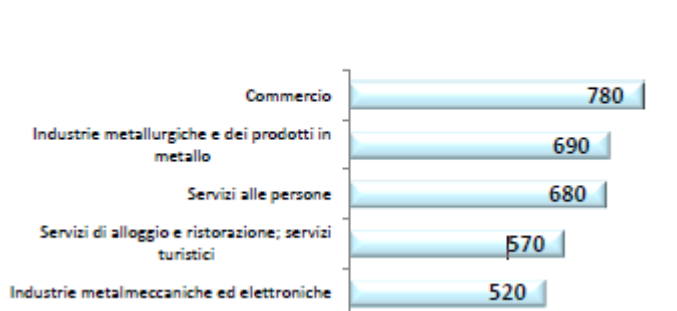 Commercio 780
Industrie metallurgiche e dei prodotti in
metallo 690
Servizi alle persone 680
Servizi di alloggio e ristorazione; servizi
turistici 570
Industrie metalmeccaniche ed elettroniche 520